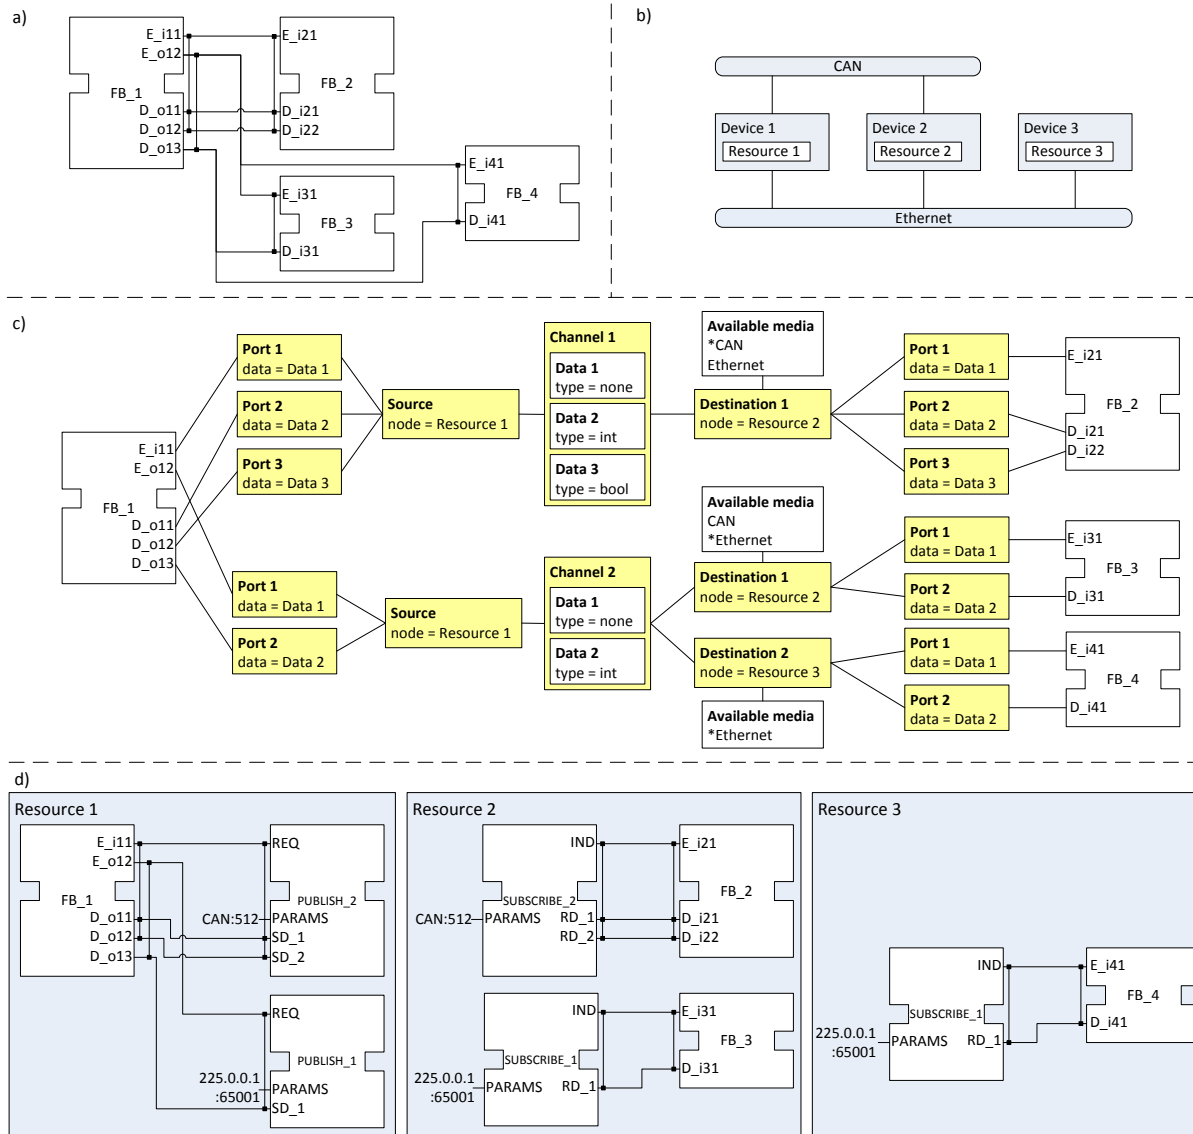 a)
E_i11
E_o12
FB_1
D_o11
D_o12
D_o13
E_i21
FB_2
D_i21
D_i22
E_i31
FB_3
D_i31
E_i41
FB_4
D_i41
b)
CAN
Device 1
Resource 1
Device 2
Resource 2
Device 3
Resource 3
Ethernet
c)
E_i11
E_o12
FB_1
D_o11
D_o12
D_o13
Port 1
data = Data 1
Port 2
data = Data 2
Port 3
data = Data 3
Source
node = Resource 1
Channel 1
Data 1
type = none
Data 2
type = int
Data 3
type = bool
Available media
*CAN
Ethernet
Destination 1
node = Resource 2
Port 1
data = Data 1
Port 2
data = Data 2
Port 3
data = Data 3
E_i21
FB_2
D_i21
D_i22
Port 1
data = Data 1
Port 2
data = Data 2
Source
node = Resource 1
Channel 2
Data 1
type = none
Data 2
type = int
Available media
CAN
*Ethernet
Destination 1
node = Resource 2
Destination 2
node = Resource 3
Available media
*Ethernet
Port 1
data = Data 1
Port 2
data = Data 2
E_i31
FB_3
D_i31
Port 1
data = Data 1
Port 2
data = Data 2
E_i41
FB_4
D_i41
d)
Resource 1
E_i11
E_o12
FB_1
D_o11
D_o12
D_o13
REQ
PUBLISH_2
CAN:512
PARAMS
SD_1
SD_2
REQ
PUBLISH_1
225.0.0.1
:65001
PARAMS
SD_1
Resource 2
IND
SUBSCRIBE_2
CAN:512
PARAMS
RD_1
RD_2
E_i21
FB_2
D_i21
D_i22
IND
SUBSCRIBE_1
225.0.0.1
:65001
PARAMS
RD_1
E_i31
FB_3
D_i31
Resource 3
IND
SUBSCRIBE_1
225.0.0.1
:65001
PARAMS
RD_1
E_i41
FB_4
D_i41